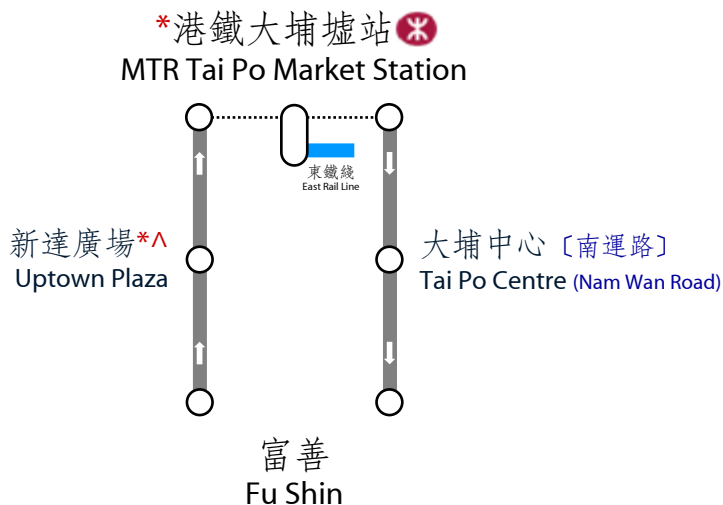 *港鐵大埔墟站
MTR Tai Po Market Station
東鐵綫
East Rail Line
新達廣場*^
Uptown Plaza
大埔中心〔南運路〕
Tai Po Centre (Nam Wan Road)
富善
Fu Shin